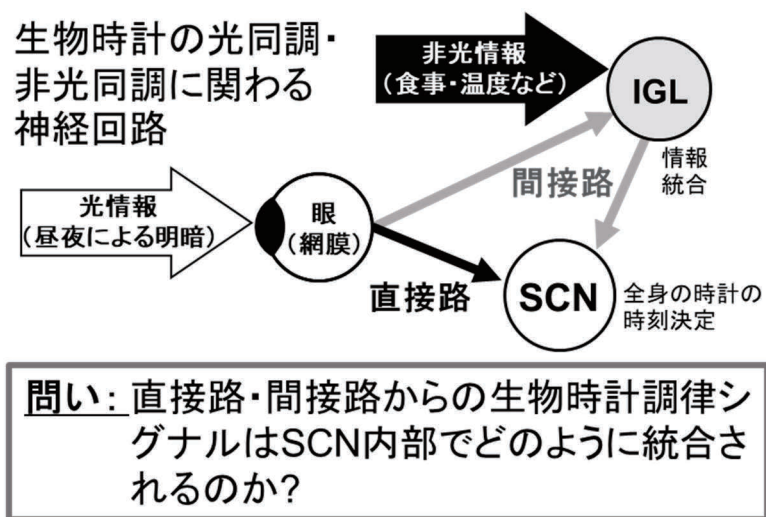 生物時計の光同調・
非光同調に関わる
神経回路
非光情報
（食事・温度など）
IGL
情報
統合
間接路
光情報
（昼夜による明暗）
眼
（網膜）
直接路
SCN
全身の時計の
時刻決定
問い： 直接路・間接路からの生物時計調律シ
グナルはSCN内部でどのように統合さ
れるのか?